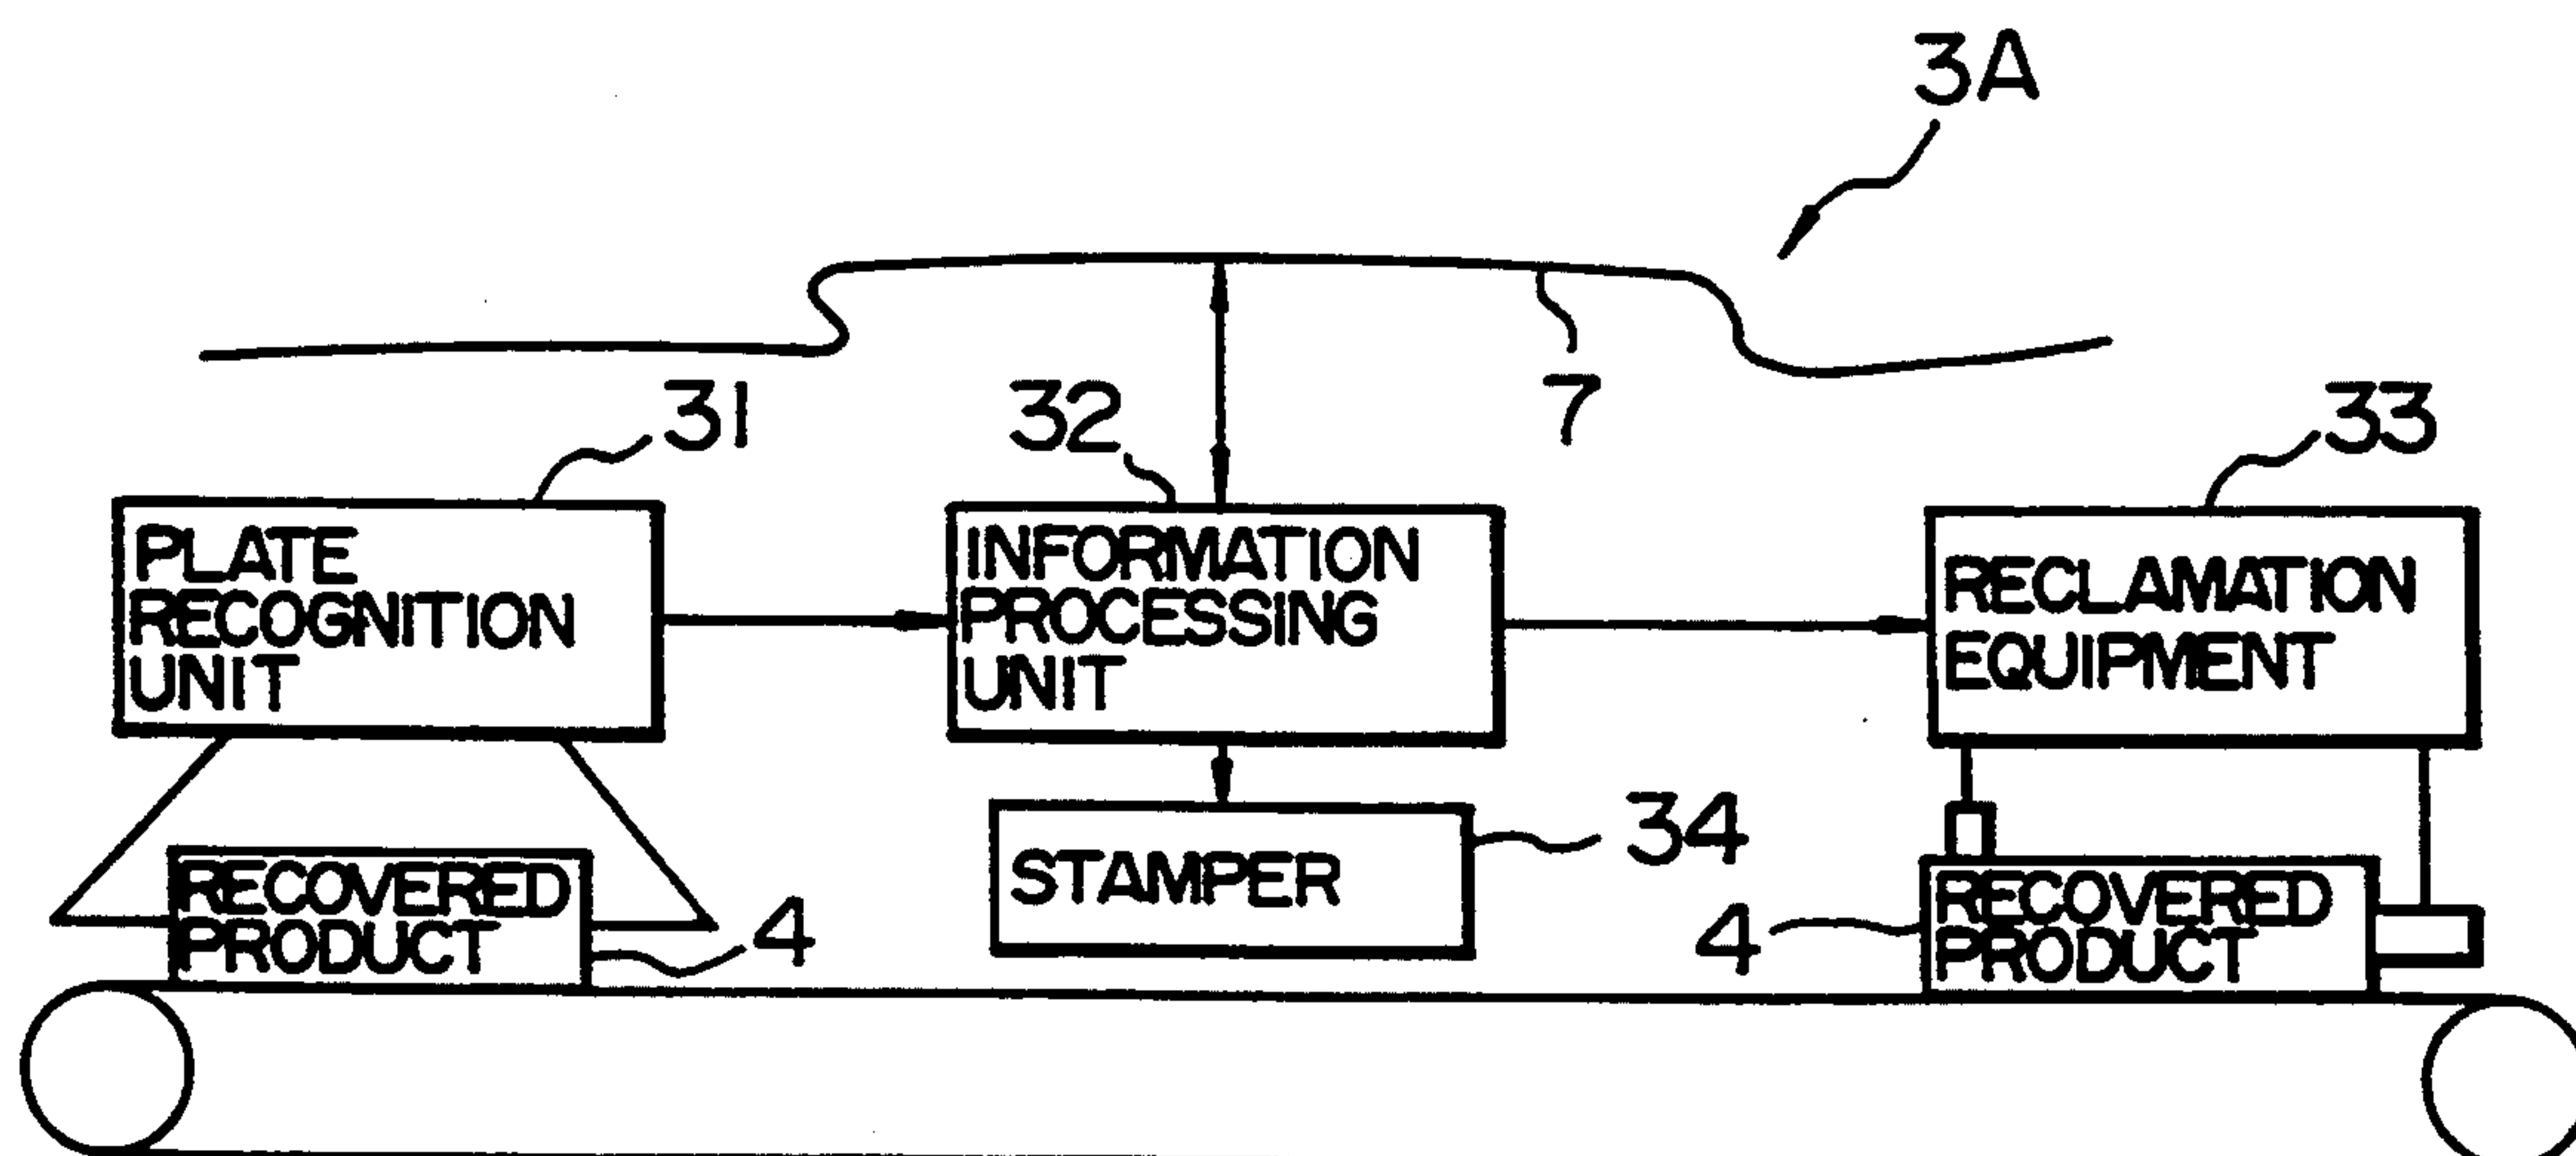 3A
7
31
32
33
PLATE
RECOGNITION
UNIT
INFORMATION
PROCESSING
UNIT
RECLAMATION
EQUIPMENT
STAMPER
34
RECOVERED
PRODUCT
4
4
RECOVERED
PRODUCT